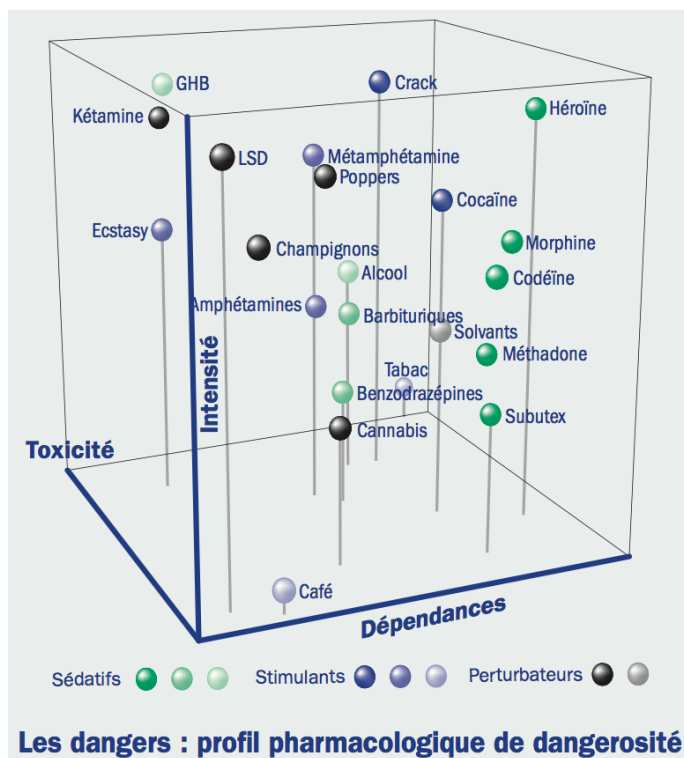 GHB
Crack
Kétamine
Héroïne
LSD
Métamphétamine
Poppers
Cocaïne
Ecstasy
Champignons
Morphine
Alcool
Codéïne
Amphétamines
Barbituriques
Solvants
Intensité
Méthadone
Tabac
Benzodrazépines
Subutex
Cannabis
Toxicité
Café
Dépendances
Sédatifs Stimulants Perturbateurs
Les dangers : profil pharmacologique de dangerosité